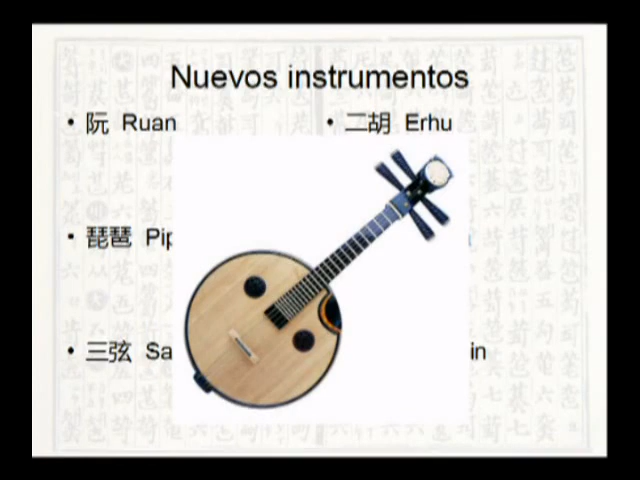 Nuevos instrumentos
• 阮 Ruan
• 二胡 Erhu
• 琵琶 Pip
• 三弦 Sa
in